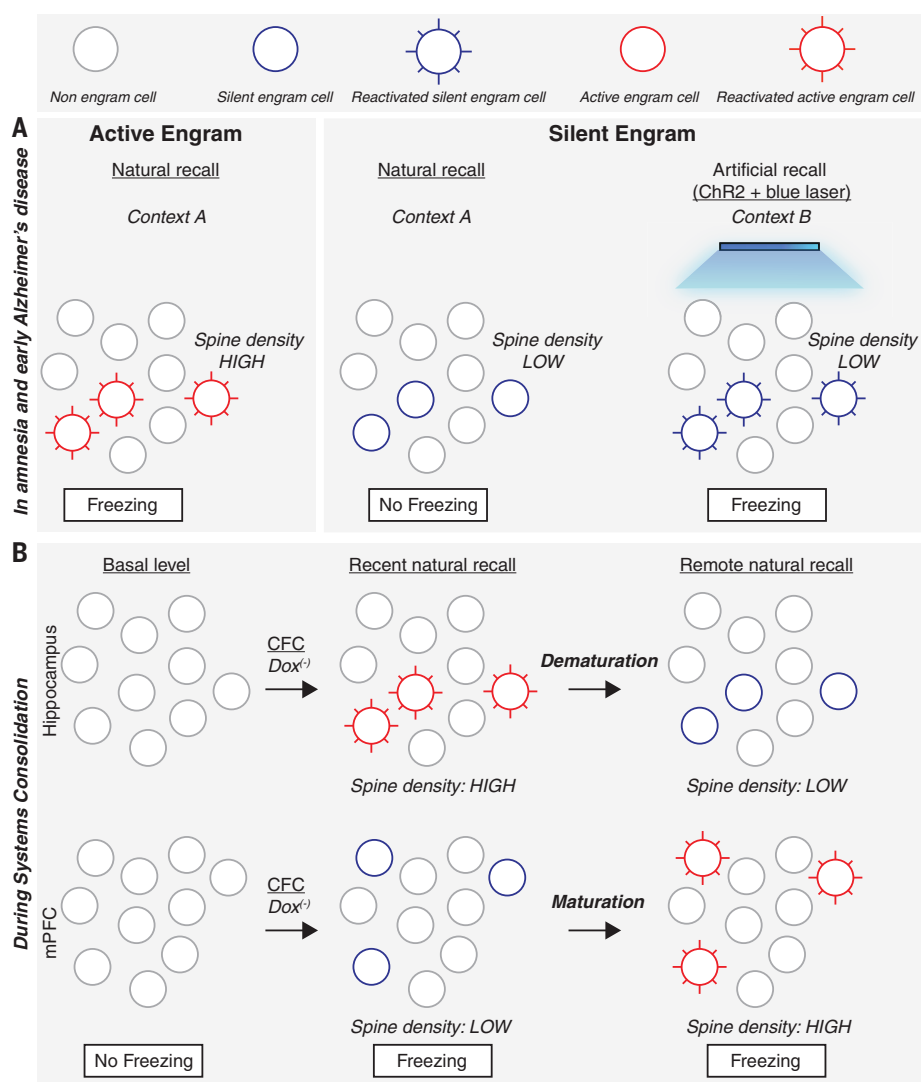 Non engram cell
Silent engram cell
Reactivated silent engram cell
Active engram cell
Reactivated active engram cell
A
In amnesia and early Alzheimer's disease
Active Engram
Natural recall
Context A
Spine density
HIGH
Freezing
Silent Engram
Natural recall
Context A
Spine density
LOW
No Freezing
Artificial recall
(ChR2 + blue laser)
Context B
Spine density
LOW
Freezing
B
During Systems Consolidation
Basal level
Recent natural recall
Remote natural recall
Hippocampus
CFC
Dox(-)
Dematuration
Spine density: HIGH
Spine density: LOW
mPFC
CFC
Dox(-)
Maturation
Spine density: LOW
Spine density: HIGH
No Freezing
Freezing
Freezing